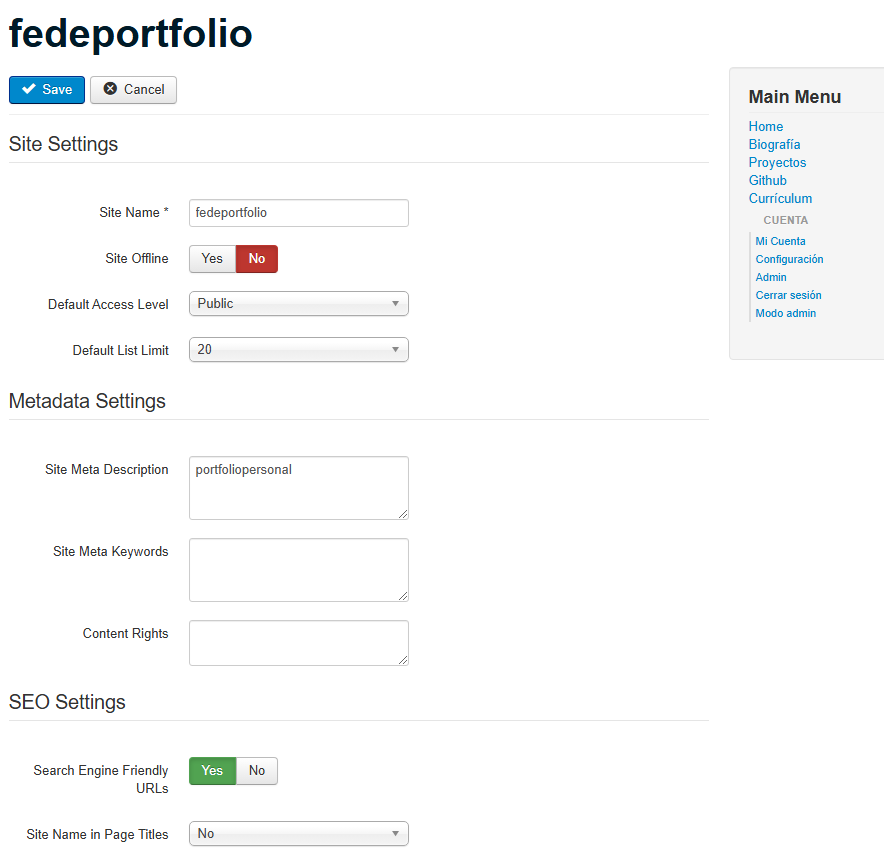 fedeportfolio
Save
Cancel
Site Settings
Site Name *
fedeportfolio
Site Offline
Yes
No
Default Access Level
Public
Default List Limit
20
Metadata Settings
Site Meta Description
portfoliopersonal
Site Meta Keywords
Content Rights
SEO Settings
Search Engine Friendly
URLs
Yes
No
Site Name in Page Titles
No
Main Menu
Home
Biografía
Proyectos
Github
Currículum
CUENTA
Mi Cuenta
Configuración
Admin
Cerrar sesión
Modo admin